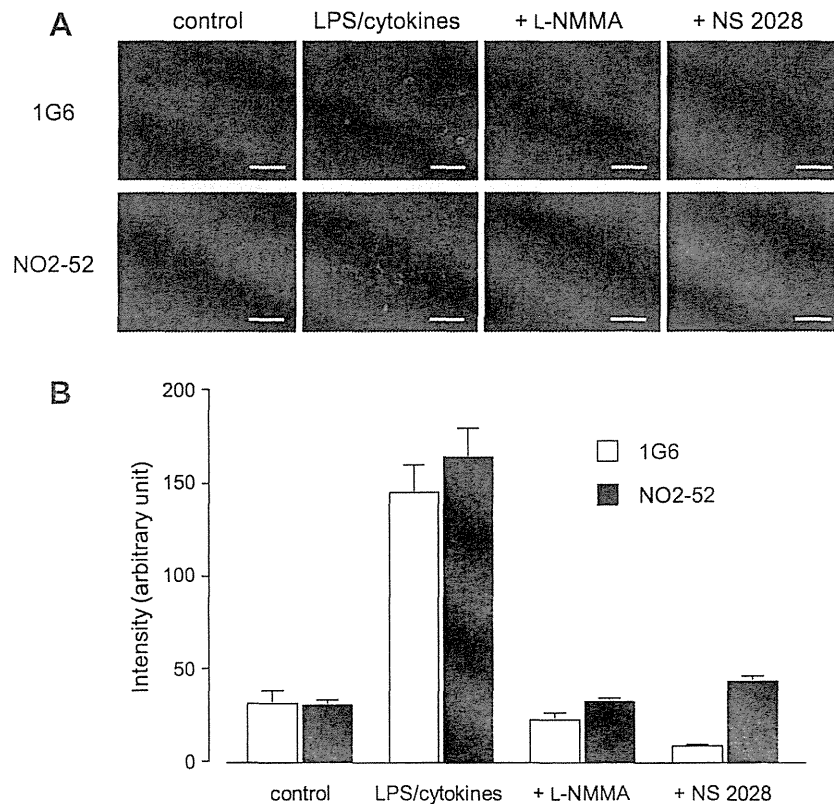 A
control LPS/cytokines + L-NMMA + NS 2028
1G6
NO2-52
B
200
150
100
50
0
Intensity (arbitrary unit)
1G6
NO2-52
control LPS/cytokines + L-NMMA + NS 2028